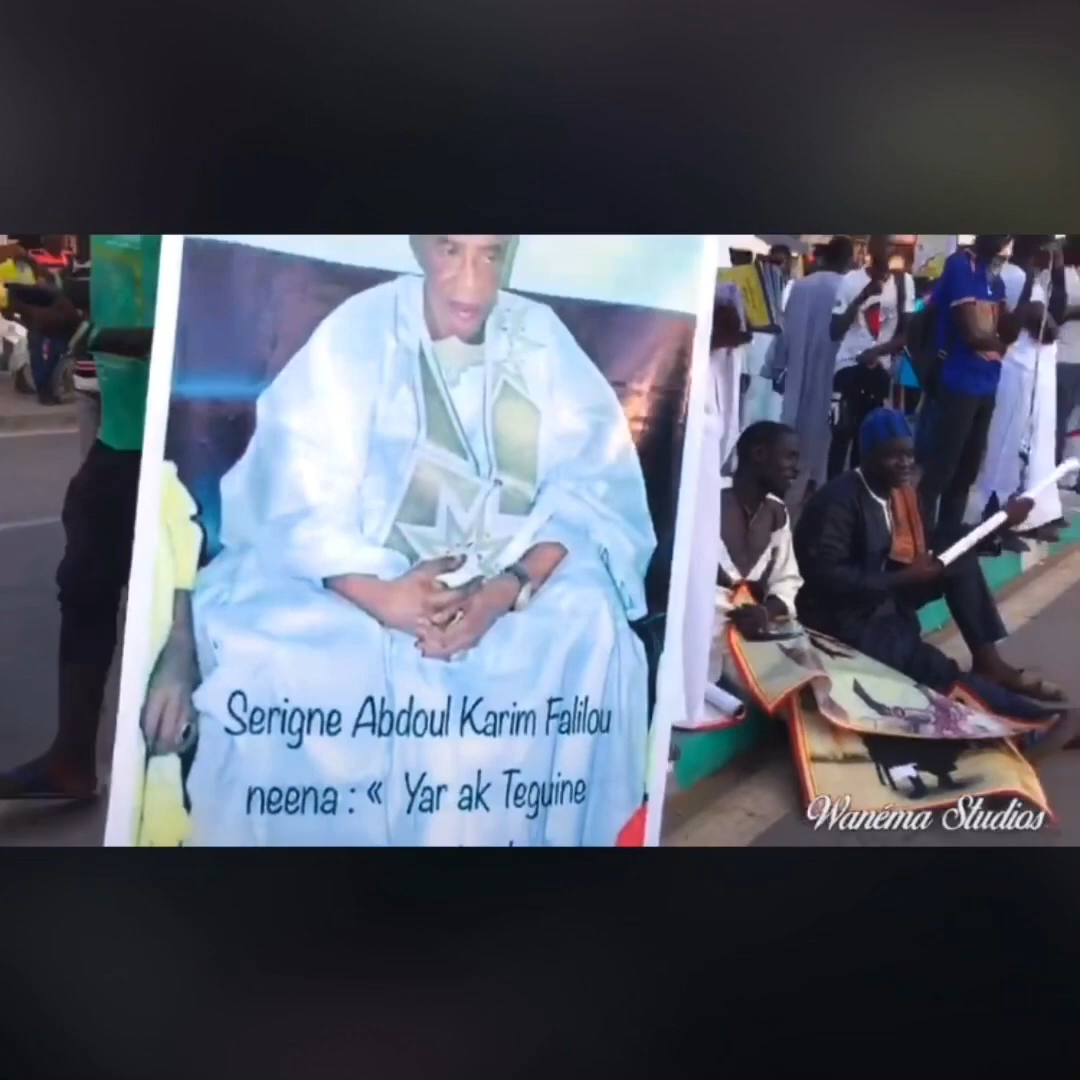 Serigne Abdoul Karim Falilou
neena : « Yar ak Teguine
Wanéma Studios